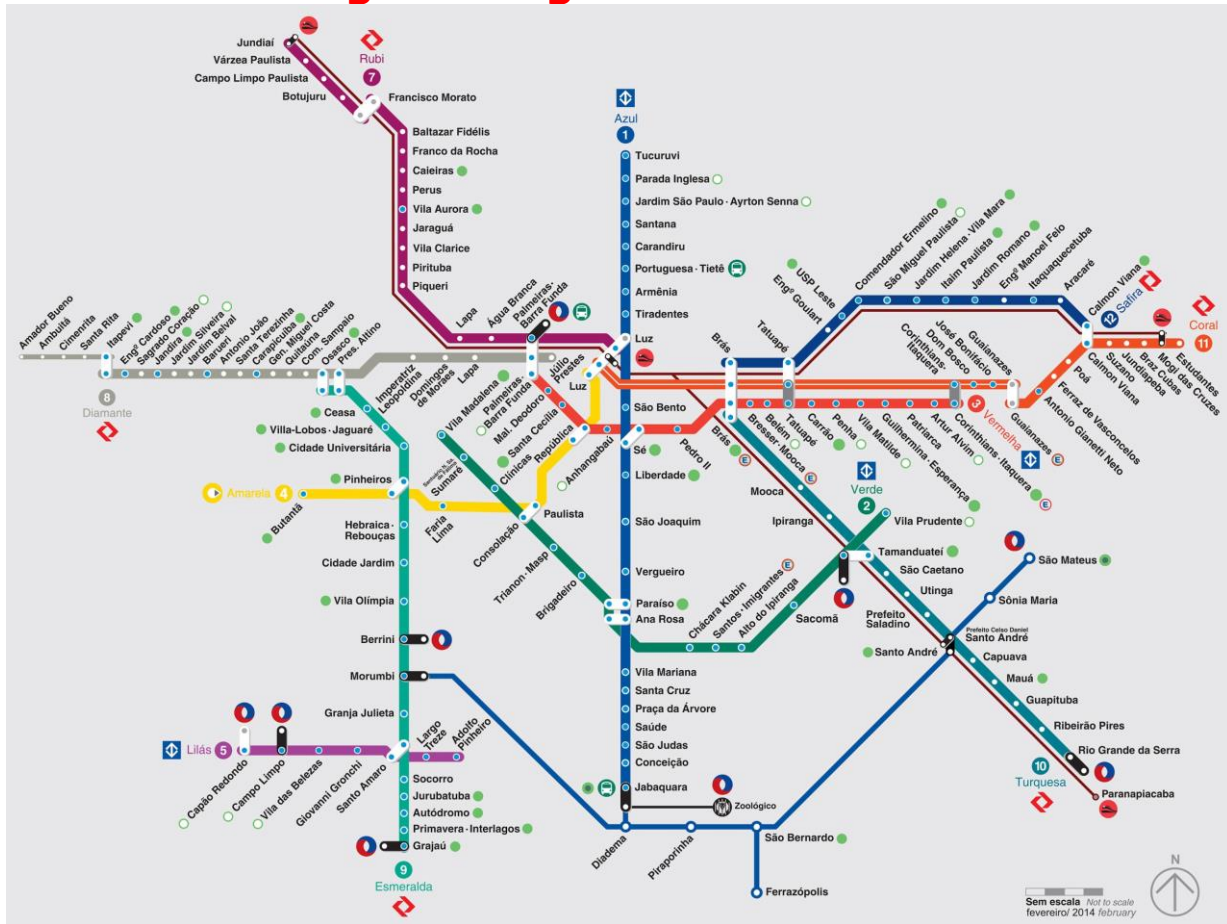 Jundiaí
Várzea Paulista
Campo Limpo Paulista
Botujuru
Rubi
7
Francisco Morato
Baltazar Fidélis
Franco da Rocha
Caieiras
Perus
Vila Aurora
Jaraguá
Vila Clarice
Pirituba
Piqueri
Lapa
Água Branca
Palmeiras-
Barra Funda
Azul
1
Tucuruvi
Parada Inglesa
Jardim São Paulo · Ayrton Senna
Santana
Carandiru
Portuguesa · Tietê
Armênia
Tiradentes
Luz
Luz
São Bento
Sé
Liberdade
São Joaquim
Vergueiro
Paraíso
Ana Rosa
Vila Mariana
Santa Cruz
Praça da Árvore
Saúde
São Judas
Conceição
Jabaquara
Zoológico
Amador Bueno
Ambuitá
Cimenrita
Santa Rita
Itapevi
Engº Cardoso
Sagrado Coração
Jandira
Jardim Silveira
Jardim Belval
Barueri
Antonio João
Santa Terezinha
Carapicuíba
Gen. Miguel Costa
Quitaúna
Com. Sampaio
Osasco
Pres. Altino
Imperatriz
Leopoldina
Domingos
de Moraes
Lapa
Palmeiras-
Barra Funda
Júlio
Prestes
8
Diamante
Ceasa
Villa-Lobos · Jaguaré
Cidade Universitária
Pinheiros
Hebraica ·
Rebouças
Cidade Jardim
Vila Olímpia
Berrini
Morumbi
Granja Julieta
Santo Amaro
Socorro
Jurubatuba
Autódromo
Primavera · Interlagos
Grajaú
9
Esmeralda
Lilás 5
Capão Redondo
Campo Limpo
Vila das Belezas
Giovanni Gronchi
Largo
Treze
Adolfo
Pinheiro
Amarela 4
Butantã
Faria
Lima
Paulista
República
Vila Madalena
Santuário N. Sa.
de Fátima
Sumaré
Clínicas
Consolação
Trianon · Masp
Brigadeiro
Chácara Klabin
Santos · Imigrantes
E
Alto do Ipiranga
Sacomã
Tamanduateí
Vila Prudente
Verde
2
Mal. Deodoro
Santa Cecília
Anhangabaú
Pedro II
Brás
E
Bresser · Mooca
E
Belém
Tatuapé
Carrão
Penha
Vila Matilde
Guilhermina · Esperança
Patriarca
Artur Alvim
Corinthians · Itaquera
E
3
Vermelha
Brás
Tatuapé
USP Leste
Engº Goulart
Comendador Ermelino
São Miguel Paulista
Jardim Helena · Vila Mara
Itaim Paulista
Jardim Romano
Engº Manoel Feio
Itaquaquecetuba
Aracaré
Calmon Viana
12
Safira
Corinthians-
Itaquera
Dom Bosco
José Bonifácio
Guaianazes
Guaianazes
E
Antonio Gianetti Neto
Ferraz de Vasconcelos
Poá
Calmon Viana
Suzano
Jundiapeba
Braz Cubas
Mogi das Cruzes
Estudantes
Coral
11
Mooca
Ipiranga
São Caetano
Utinga
Prefeito
Saladino
Prefeito Celso Daniel
Santo André
Santo André
Capuava
Mauá
Guapituba
Ribeirão Pires
Rio Grande da Serra
Paranapiacaba
10
Turquesa
São Mateus
Sônia Maria
Diadema
Piraporinha
São Bernardo
Ferrazópolis
N
Sem escala Not to scale
fevereiro/ 2014 february